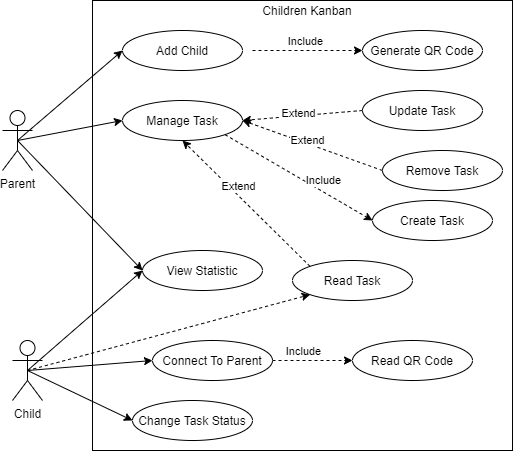 Children Kanban
Add Child
Include
Generate QR Code
Manage Task
Extend
Update Task
Extend
Remove Task
Parent
Extend
Include
Create Task
View Statistic
Read Task
Connect To Parent
Include
Read QR Code
Child
Change Task Status